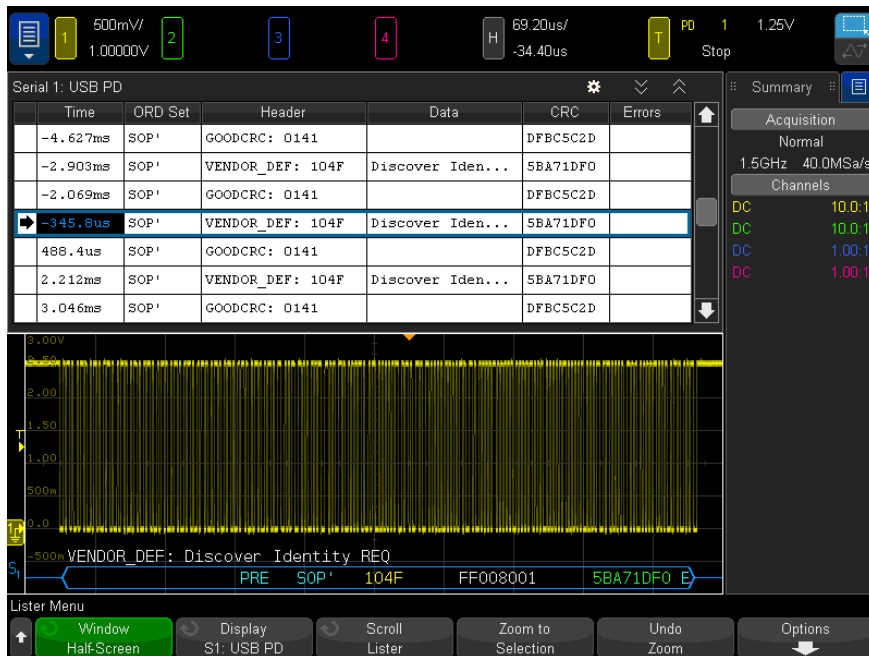 1 500mV/ 1.00000V 2 3 4 H 69.20us/ -34.40us T PD 1 1.25V Stop
Serial 1: USB PD
Time ORD Set Header Data CRC Errors
-4.627ms SOP' GOODCRC: 0141 DFBC5C2D
-2.903ms SOP' VENDOR_DEF: 104F Discover Iden... 5BA71DF0
-2.069ms SOP' GOODCRC: 0141 DFBC5C2D
-345.8us SOP' VENDOR_DEF: 104F Discover Iden... 5BA71DF0
488.4us SOP' GOODCRC: 0141 DFBC5C2D
2.212ms SOP' VENDOR_DEF: 104F Discover Iden... 5BA71DF0
3.046ms SOP' GOODCRC: 0141 DFBC5C2D
Summary
Acquisition
Normal
1.5GHz 40.0MSa/s
Channels
DC 10.0:1
DC 10.0:1
DC 1.00:1
DC 1.00:1
3.00V
2.50
2.00
T
1.50
1.00
500m
0.0
1
-500m
VENDOR_DEF: Discover Identity REQ
S1 PRE SOP' 104F FF008001 5BA71DF0 E
Lister Menu
Window Half-Screen
Display S1: USB PD
Scroll Lister
Zoom to Selection
Undo Zoom
Options